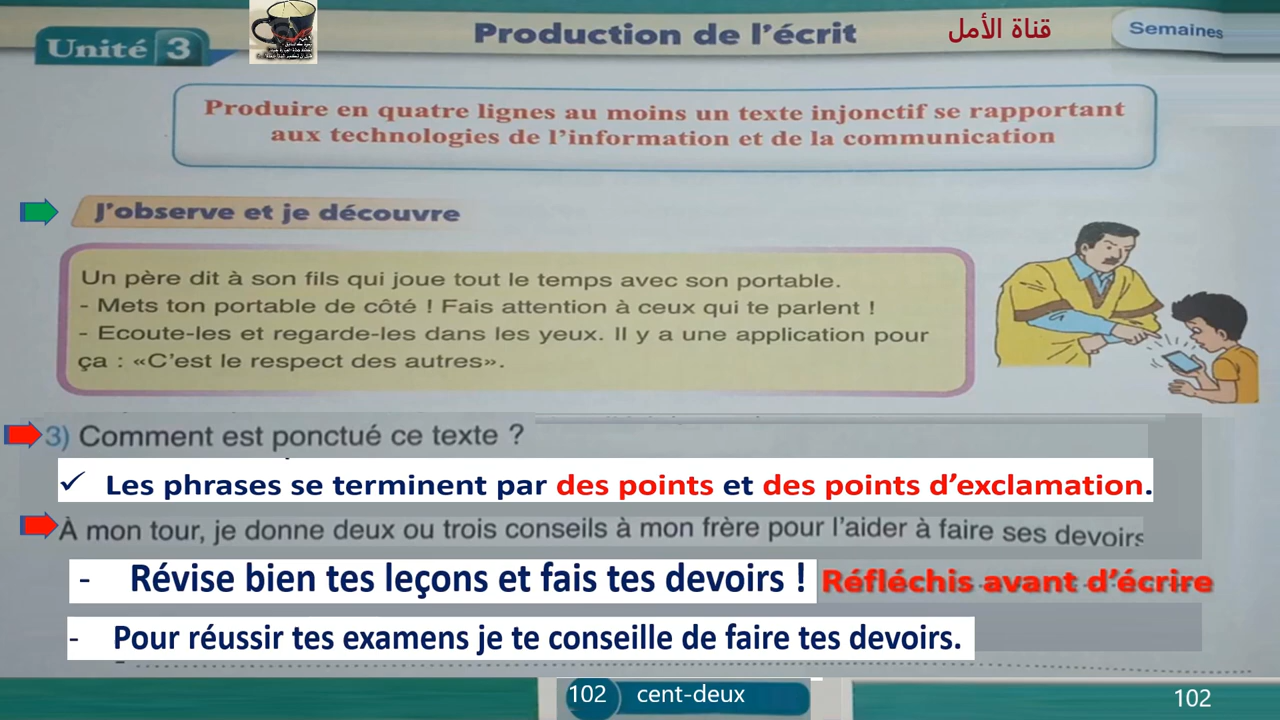 Unité 3
Production de l'écrit
قناة الأمل
Semaines
Produire en quatre lignes au moins un texte injonctif se rapportant
aux technologies de l'information et de la communication
J'observe et je découvre
Un père dit à son fils qui joue tout le temps avec son portable.
- Mets ton portable de côté ! Fais attention à ceux qui te parlent !
- Ecoute-les et regarde-les dans les yeux. Il y a une application pour
ça : «C'est le respect des autres».
3) Comment est ponctué ce texte ?
✓ Les phrases se terminent par des points et des points d'exclamation.
À mon tour, je donne deux ou trois conseils à mon frère pour l'aider à faire ses devoirs
- Révise bien tes leçons et fais tes devoirs ! Réfléchis avant d'écrire
- Pour réussir tes examens je te conseille de faire tes devoirs.
102 cent-deux
102